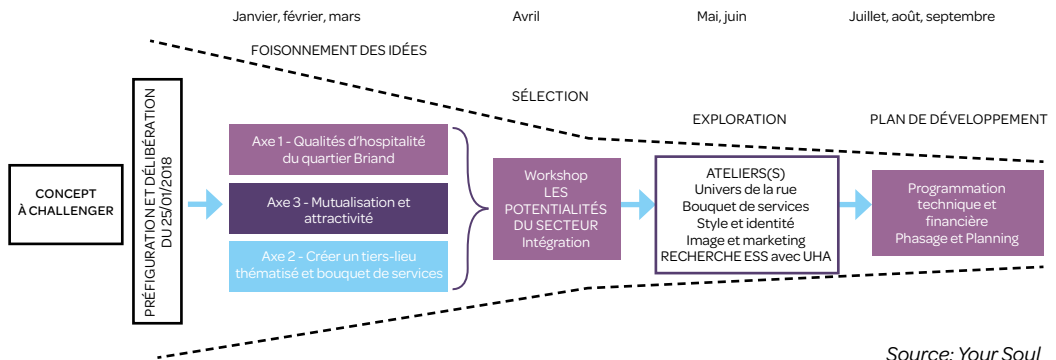 Janvier, février, mars
Avril
Mai, juin
Juillet, août, septembre
FOISONNEMENT DES IDÉES
SÉLECTION
EXPLORATION
PLAN DE DÉVELOPPEMENT
CONCEPT
À CHALLENGER
PRÉFIGURATION ET DÉLIBÉRATION
DU 25/01/2018
Axe 1 - Qualités d'hospitalité
du quartier Briand
Axe 3 - Mutualisation et
attractivité
Axe 2 - Créer un tiers-lieu
thématisé et bouquet de services
Workshop
LES
POTENTIALITÉS
DU SECTEUR
Intégration
ATELIERS(S)
Univers de la rue
Bouquet de services
Style et identité
Image et marketing
RECHERCHE ESS avec UHA
Programmation
technique et
financière
Phasage et Planning
Source: Your Soul